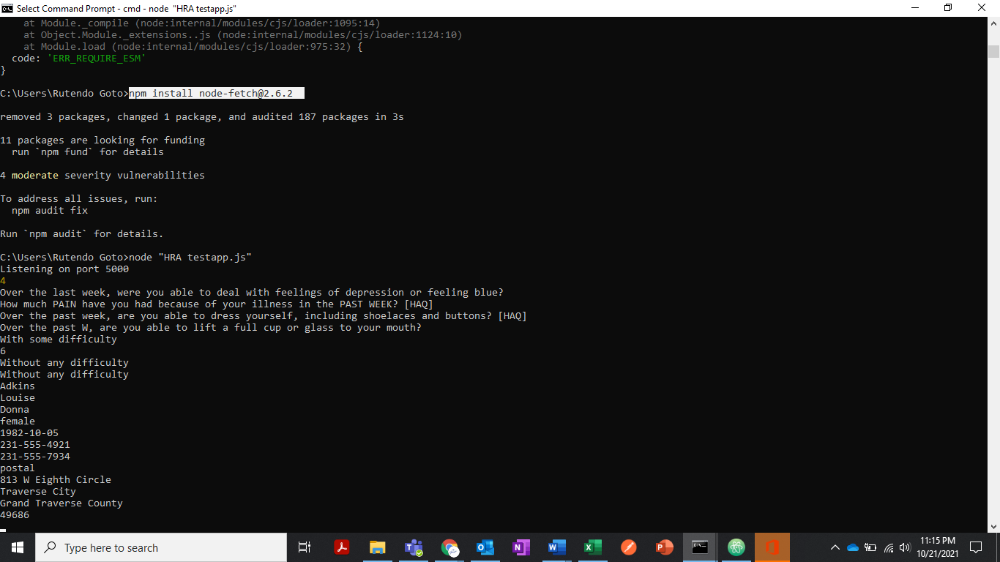 Select Command Prompt - cmd - node "HRA testapp.js"
at Module._compile (node:internal/modules/cjs/loader:1095:14)
at Object.Module._extensions..js (node:internal/modules/cjs/loader:1124:10)
at Module.load (node:internal/modules/cjs/loader:975:32) {
code: 'ERR_REQUIRE_ESM'
}
C:\Users\Rutendo Goto>npm install node-fetch@2.6.2
removed 3 packages, changed 1 package, and audited 187 packages in 3s
11 packages are looking for funding
run `npm fund` for details
4 moderate severity vulnerabilities
To address all issues, run:
npm audit fix
Run `npm audit` for details.
C:\Users\Rutendo Goto>node "HRA testapp.js"
Listening on port 5000
4
Over the last week, were you able to deal with feelings of depression or feeling blue?
How much PAIN have you had because of your illness in the PAST WEEK? [HAQ]
Over the past week, are you able to dress yourself, including shoelaces and buttons? [HAQ]
Over the past W, are you able to lift a full cup or glass to your mouth?
With some difficulty
6
Without any difficulty
Without any difficulty
Adkins
Louise
Donna
female
1982-10-05
231-555-4921
231-555-7934
postal
813 W Eighth Circle
Traverse City
Grand Traverse County
49686
Type here to search
11:15 PM
10/21/2021